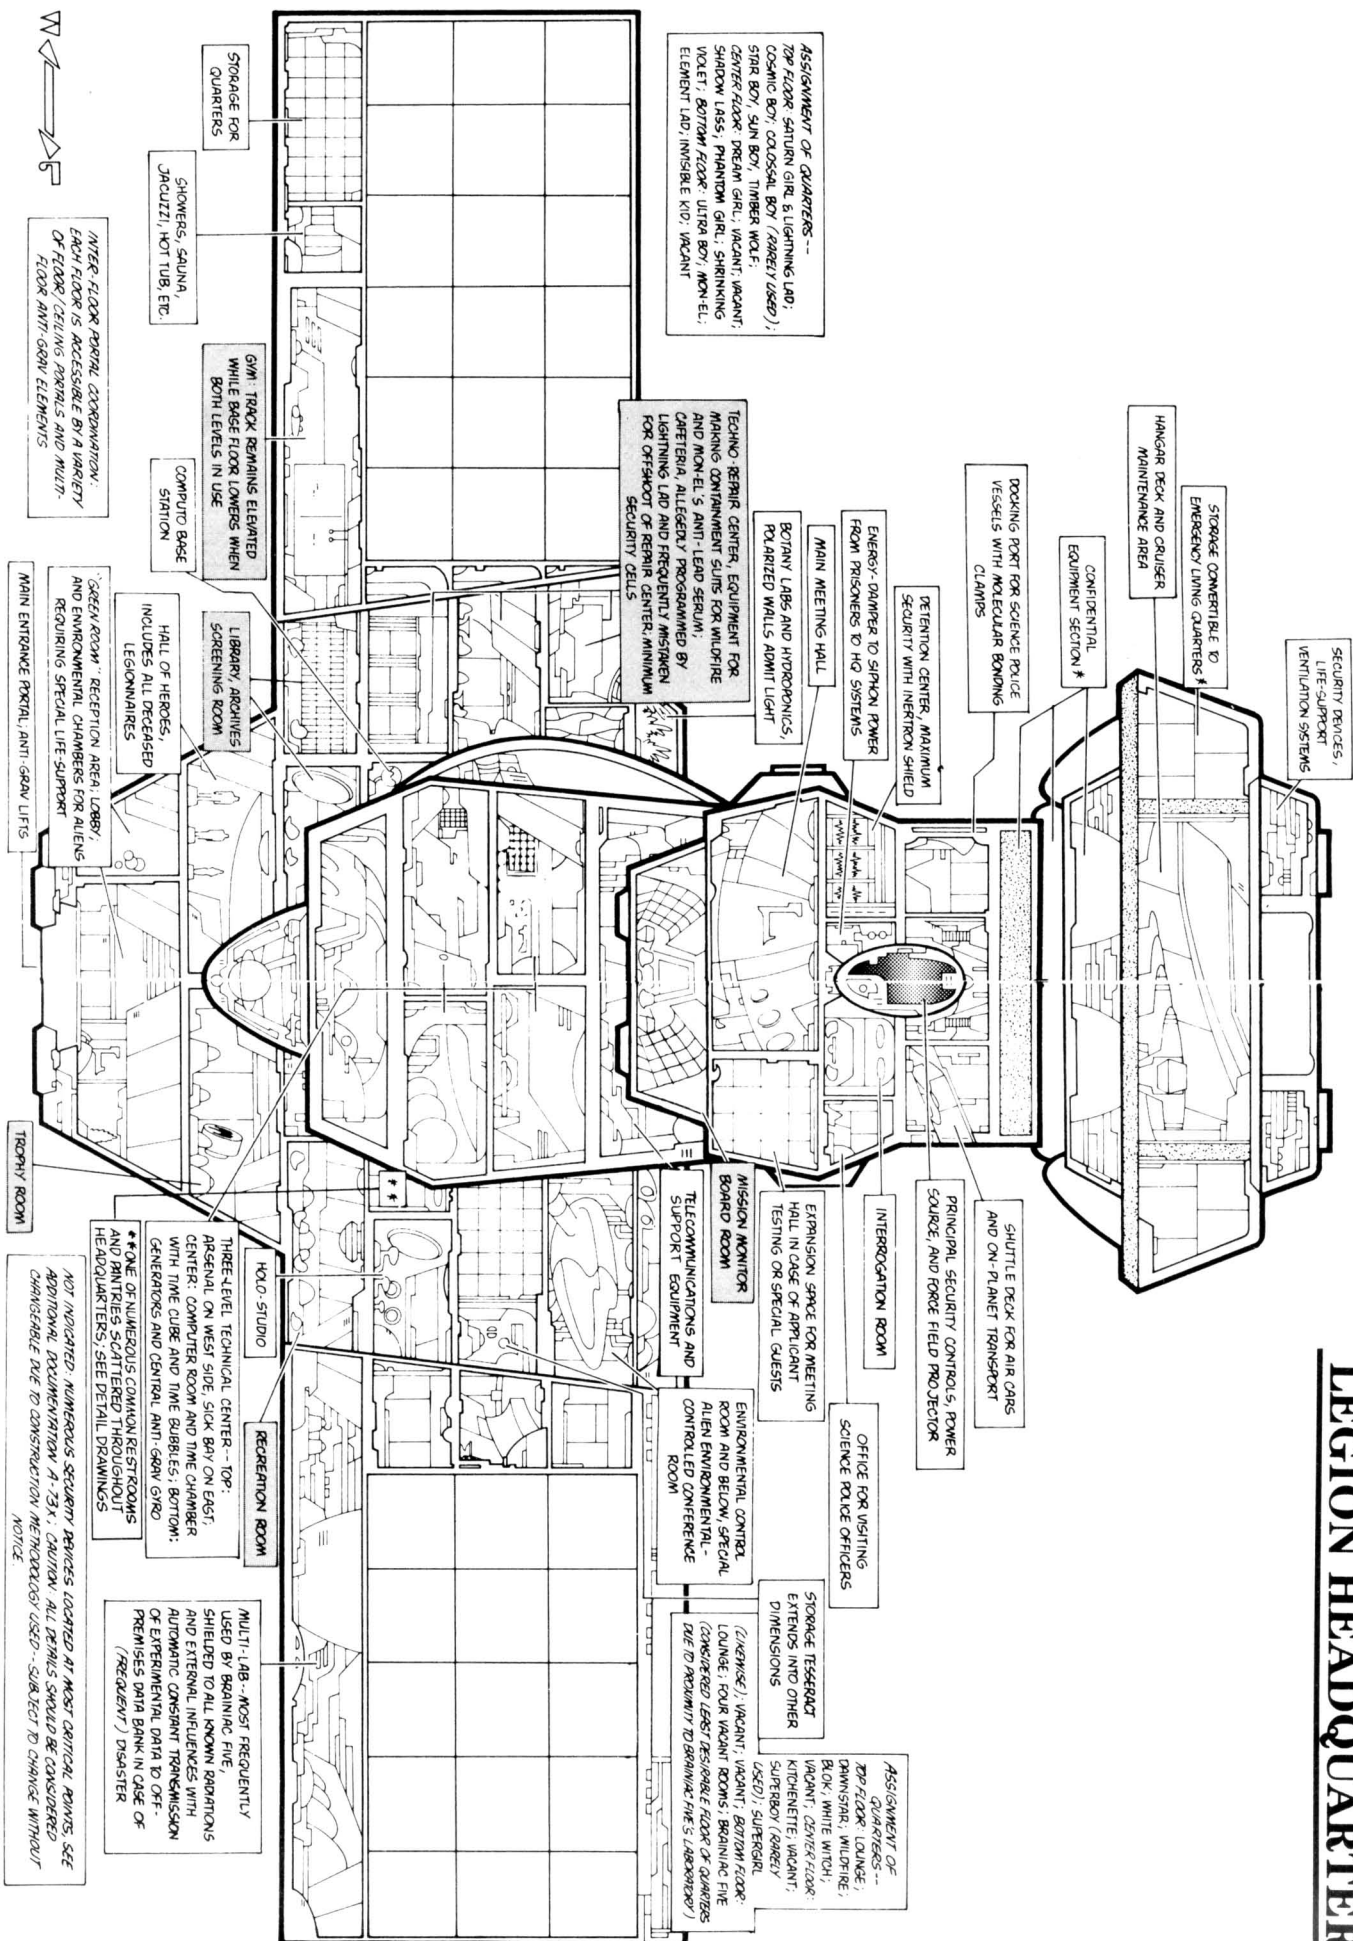 LEGION HEADQUARTER
SECURITY DEVICES,
LIFE-SUPPORT
VENTILATION SYSTEMS
STORAGE CONVERTIBLE TO
EMERGENCY LIVING QUARTERS*
HANGAR DECK AND CRUISER
MAINTENANCE AREA
CONFIDENTIAL
EQUIPMENT SECTION*
DOCKING PORT FOR SCIENCE POLICE
VESSELS WITH MOLECULAR BONDING
CLAMPS
DETENTION CENTER, MAXIMUM
SECURITY WITH INERTRON SHIELD
ENERGY-DAMPER TO SIPHON POWER
FROM PRISONERS TO HQ SYSTEMS
MAIN MEETING HALL
BOTANY LABS AND HYDROPONICS,
POLARIZED WALLS ADMIT LIGHT
TECHNO-REPAIR CENTER, EQUIPMENT FOR
MAKING CONTAINMENT SUITS FOR WILDFIRE
AND MON-EL'S ANTI-LEAD SERUM;
CAFETERIA, ALLEGEDLY PROGRAMMED BY
LIGHTNING LAD AND FREQUENTLY MISTAKEN
FOR OFFSHOOT OF REPAIR CENTER; MINIMUM
SECURITY CELLS
ASSIGNMENT OF QUARTERS--
TOP FLOOR: SATURN GIRL & LIGHTNING LAD;
COSMIC BOY; COLOSSAL BOY (RARELY USED);
STAR BOY, SUN BOY, TIMBER WOLF;
CENTER FLOOR: DREAM GIRL; VACANT; VACANT;
SHADOW LASS; PHANTOM GIRL; SHRINKING
VIOLET; BOTTOM FLOOR: ULTRA BOY; MON-EL;
ELEMENT LAD; INVISIBLE KID; VACANT
SHUTTLE DECK FOR AIR CARS
AND ON-PLANET TRANSPORT
PRINCIPAL SECURITY CONTROLS, POWER
SOURCE, AND FORCE FIELD PROJECTOR
INTERROGATION ROOM
OFFICE FOR VISITING
SCIENCE POLICE OFFICERS
EXPANSION SPACE FOR MEETING
HALL IN CASE OF APPLICANT
TESTING OR SPECIAL GUESTS
MISSION MONITOR
BOARD ROOM
TELECOMMUNICATIONS AND
SUPPORT EQUIPMENT
ENVIRONMENTAL CONTROL
ROOM AND BELOW, SPECIAL
ALIEN ENVIRONMENTAL-
CONTROLLED CONFERENCE
ROOM
STORAGE TESSERACT
EXTENDS INTO OTHER
DIMENSIONS
ASSIGNMENT OF
QUARTERS--
TOP FLOOR: LOUNGE;
DAWNSTAR; WILDFIRE;
BLOK; WHITE WITCH;
VACANT; CENTER FLOOR:
KITCHENETTE; VACANT;
SUPERBOY (RARELY
USED); SUPERGIRL
(LIKEWISE); VACANT; VACANT; BOTTOM FLOOR:
LOUNGE; FOUR VACANT ROOMS; BRAINIAC FIVE
(CONSIDERED LEAST DESIRABLE FLOOR OF QUARTERS
DUE TO PROXIMITY TO BRAINIAC FIVE'S LABORATORY)
STORAGE FOR
QUARTERS
SHOWERS, SAUNA,
JACUZZI, HOT TUB, ETC.
GYM: TRACK REMAINS ELEVATED
WHILE BASE FLOOR LOWERS WHEN
BOTH LEVELS IN USE
COMPUTO BASE
STATION
LIBRARY, ARCHIVES
SCREENING ROOM
HALL OF HEROES,
INCLUDES ALL DECEASED
LEGIONNAIRES
"GREEN ROOM" RECEPTION AREA: LOBBY;
AND ENVIRONMENTAL CHAMBERS FOR ALIENS
REQUIRING SPECIAL LIFE-SUPPORT
MAIN ENTRANCE PORTAL; ANTI-GRAV LIFTS
W E
INTER-FLOOR PORTAL COORDINATION:
EACH FLOOR IS ACCESSIBLE BY A VARIETY
OF FLOOR/CEILING PORTALS AND MULTI-
FLOOR ANTI-GRAV ELEMENTS
TROPHY ROOM
**
HOLO-STUDIO
RECREATION ROOM
THREE-LEVEL TECHNICAL CENTER--TOP:
ARSENAL ON WEST SIDE, SICK BAY ON EAST;
CENTER: COMPUTER ROOM AND TIME CHAMBER
WITH TIME CUBE AND TIME BUBBLES; BOTTOM;
GENERATORS AND CENTRAL ANTI-GRAV GYRO
**ONE OF NUMEROUS COMMON RESTROOMS
AND PANTRIES SCATTERED THROUGHOUT
HEADQUARTERS; SEE DETAIL DRAWINGS
MULTI-LAB--MOST FREQUENTLY
USED BY BRAINIAC FIVE,
SHIELDED TO ALL KNOWN RADIATIONS
AND EXTERNAL INFLUENCES WITH
AUTOMATIC CONSTANT TRANSMISSION
OF EXPERIMENTAL DATA TO OFF-
PREMISES DATA BANK IN CASE OF
(FREQUENT) DISASTER
NOT INDICATED: NUMEROUS SECURITY DEVICES LOCATED AT MOST CRITICAL POINTS, SEE
ADDITIONAL DOCUMENTATION A-73X; CAUTION: ALL DETAILS SHOULD BE CONSIDERED
CHANGEABLE DUE TO CONSTRUCTION METHODOLOGY USED--SUBJECT TO CHANGE WITHOUT
NOTICE.